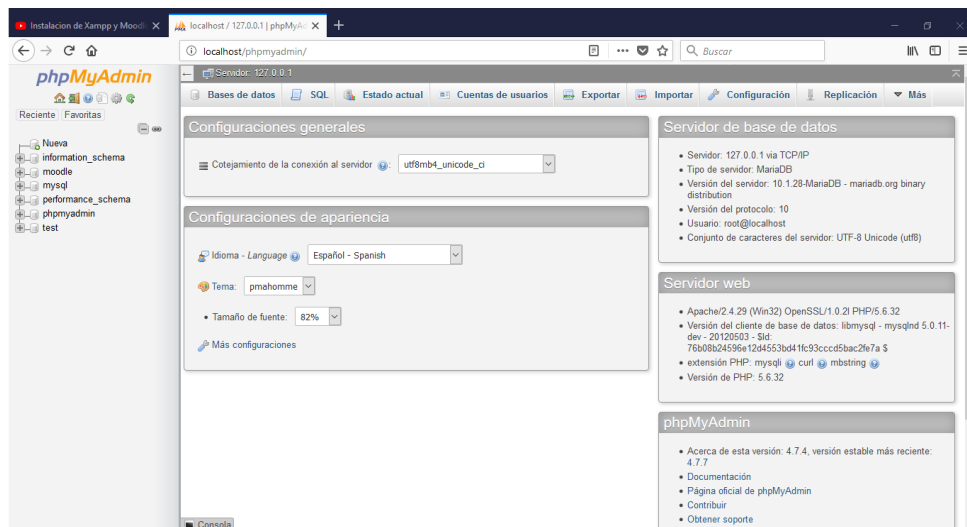 Instalacion de Xampp y Moodl
localhost / 127.0.0.1 | phpMyAd
localhost/phpmyadmin/
Buscar
phpMyAdmin
Reciente Favoritas
Nueva
information_schema
moodle
mysql
performance_schema
phpmyadmin
test
Servidor: 127.0.0.1
Bases de datos SQL Estado actual Cuentas de usuarios Exportar Importar Configuración Replicación Más
Configuraciones generales
Cotejamiento de la conexión al servidor : utf8mb4_unicode_ci
Configuraciones de apariencia
Idioma - Language Español - Spanish
Tema: pmahomme
• Tamaño de fuente: 82%
Más configuraciones
Servidor de base de datos
• Servidor: 127.0.0.1 via TCP/IP
• Tipo de servidor: MariaDB
• Versión del servidor: 10.1.28-MariaDB - mariadb.org binary
distribution
• Versión del protocolo: 10
• Usuario: root@localhost
• Conjunto de caracteres del servidor: UTF-8 Unicode (utf8)
Servidor web
• Apache/2.4.29 (Win32) OpenSSL/1.0.2l PHP/5.6.32
• Versión del cliente de base de datos: libmysql - mysqlnd 5.0.11-
dev - 20120503 - $Id:
76b08b24596e12d4553bd41fc93cccd5bac2fe7a $
• extensión PHP: mysqli curl mbstring
• Versión de PHP: 5.6.32
phpMyAdmin
• Acerca de esta versión: 4.7.4, versión estable más reciente:
4.7.7
• Documentación
• Página oficial de phpMyAdmin
• Contribuir
• Obtener soporte
Consola